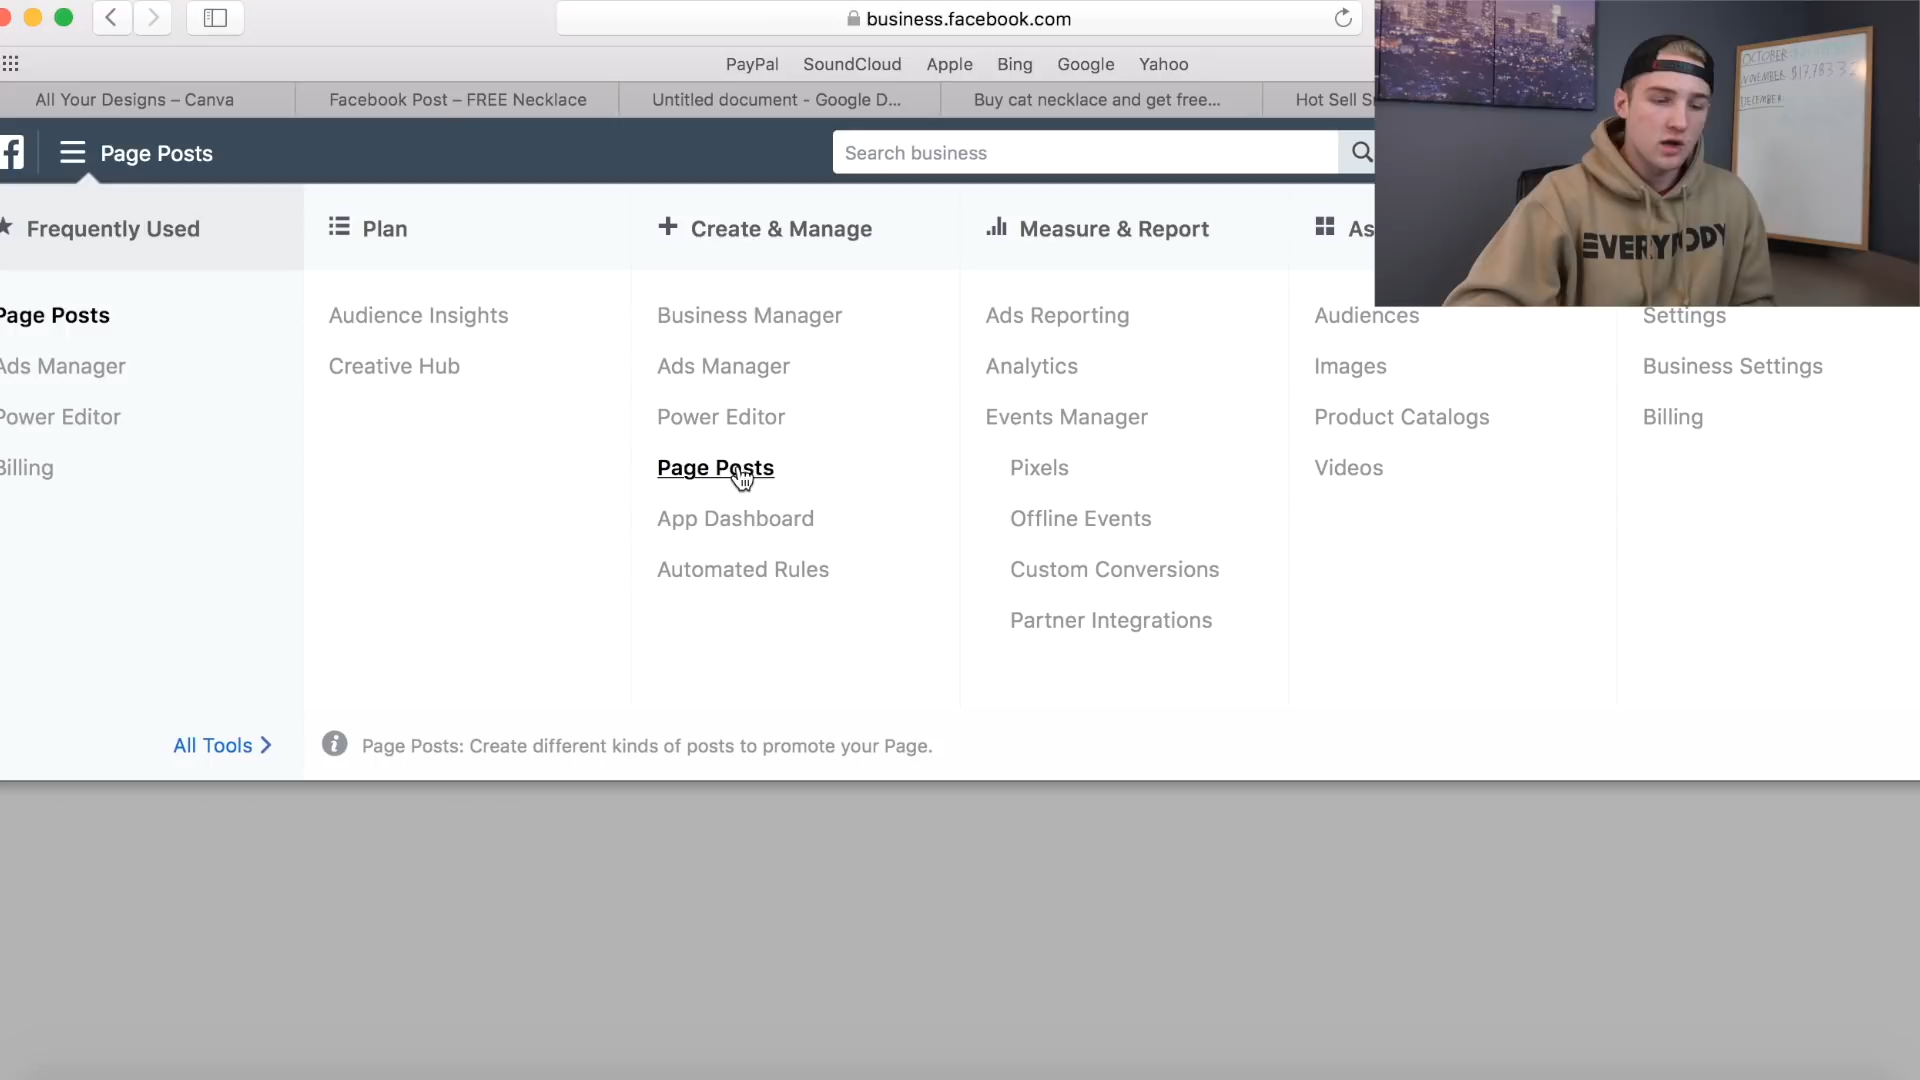 business.facebook.com
PayPal SoundCloud Apple Bing Google Yahoo
All Your Designs – Canva Facebook Post – FREE Necklace Untitled document - Google D... Buy cat necklace and get free... Hot Sell S
Page Posts Search business
Frequently Used Plan Create & Manage Measure & Report As
Page Posts Audience Insights Business Manager Ads Reporting Audiences Settings
Ads Manager Creative Hub Ads Manager Analytics Images Business Settings
Power Editor Power Editor Events Manager Product Catalogs Billing
Billing Page Posts Pixels Videos
App Dashboard Offline Events
Automated Rules Custom Conversions
Partner Integrations
All Tools Page Posts: Create different kinds of posts to promote your Page.
OCTOBER
NOVEMBER
DECEMBER
EVERYBODY